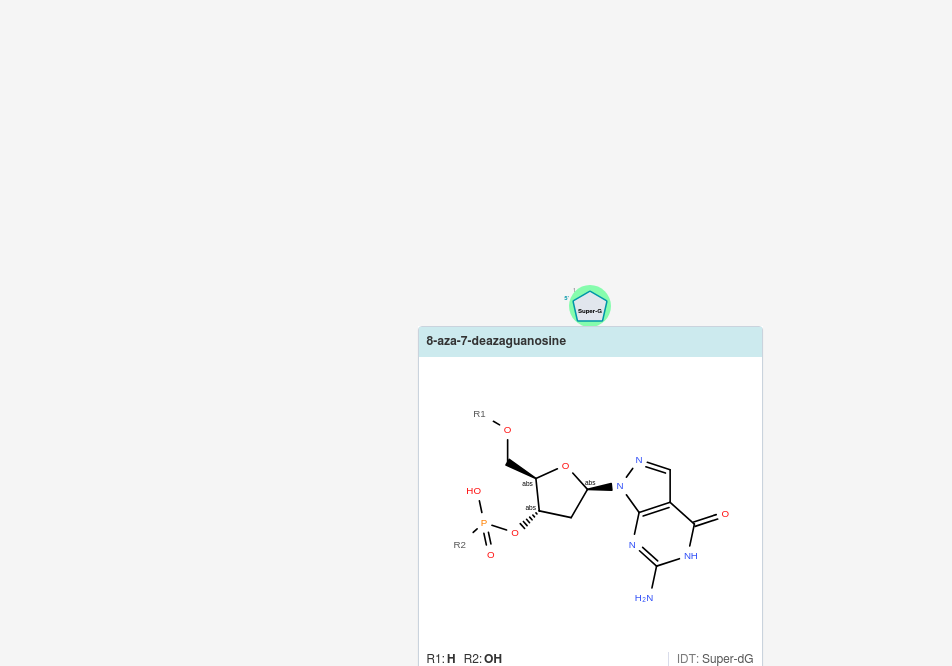 5'
Super-G
8-aza-7-deazaguanosine
R1
O
HO
P
R2
O
O
abs
abs
O
abs
N
N
O
N
NH
H2N
R1: H R2: OH
IDT: Super-dG